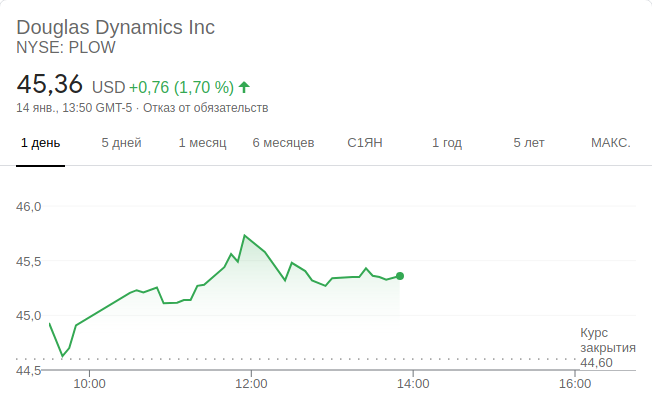 Douglas Dynamics Inc
NYSE: PLOW
45,36 USD +0,76 (1,70 %)
14 янв., 13:50 GMT-5 · Отказ от обязательств
1 день 5 дней 1 месяц 6 месяцев С1ЯН 1 год 5 лет МАКС.
46,0
45,5
45,0
Курс
закрытия
44,60
44,5
10:00 12:00 14:00 16:00